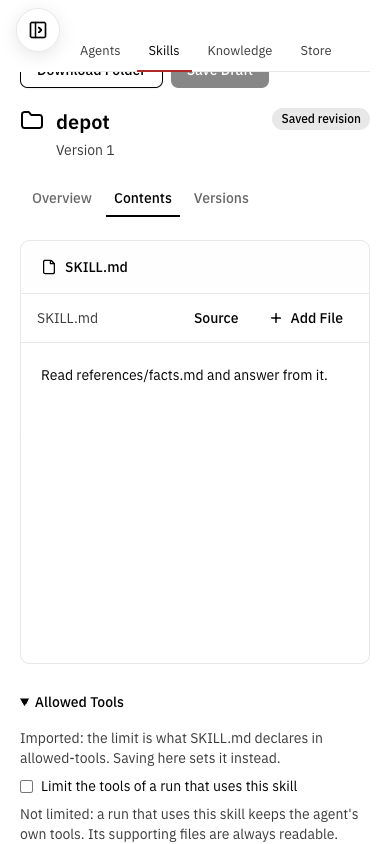 Agents Skills Knowledge Store
Download Folder Save Draft
depot Saved revision
Version 1
Overview Contents Versions
SKILL.md
SKILL.md Source + Add File
Read references/facts.md and answer from it.
▼ Allowed Tools
Imported: the limit is what SKILL.md declares in
allowed-tools. Saving here sets it instead.
Limit the tools of a run that uses this skill
Not limited: a run that uses this skill keeps the agent's
own tools. Its supporting files are always readable.